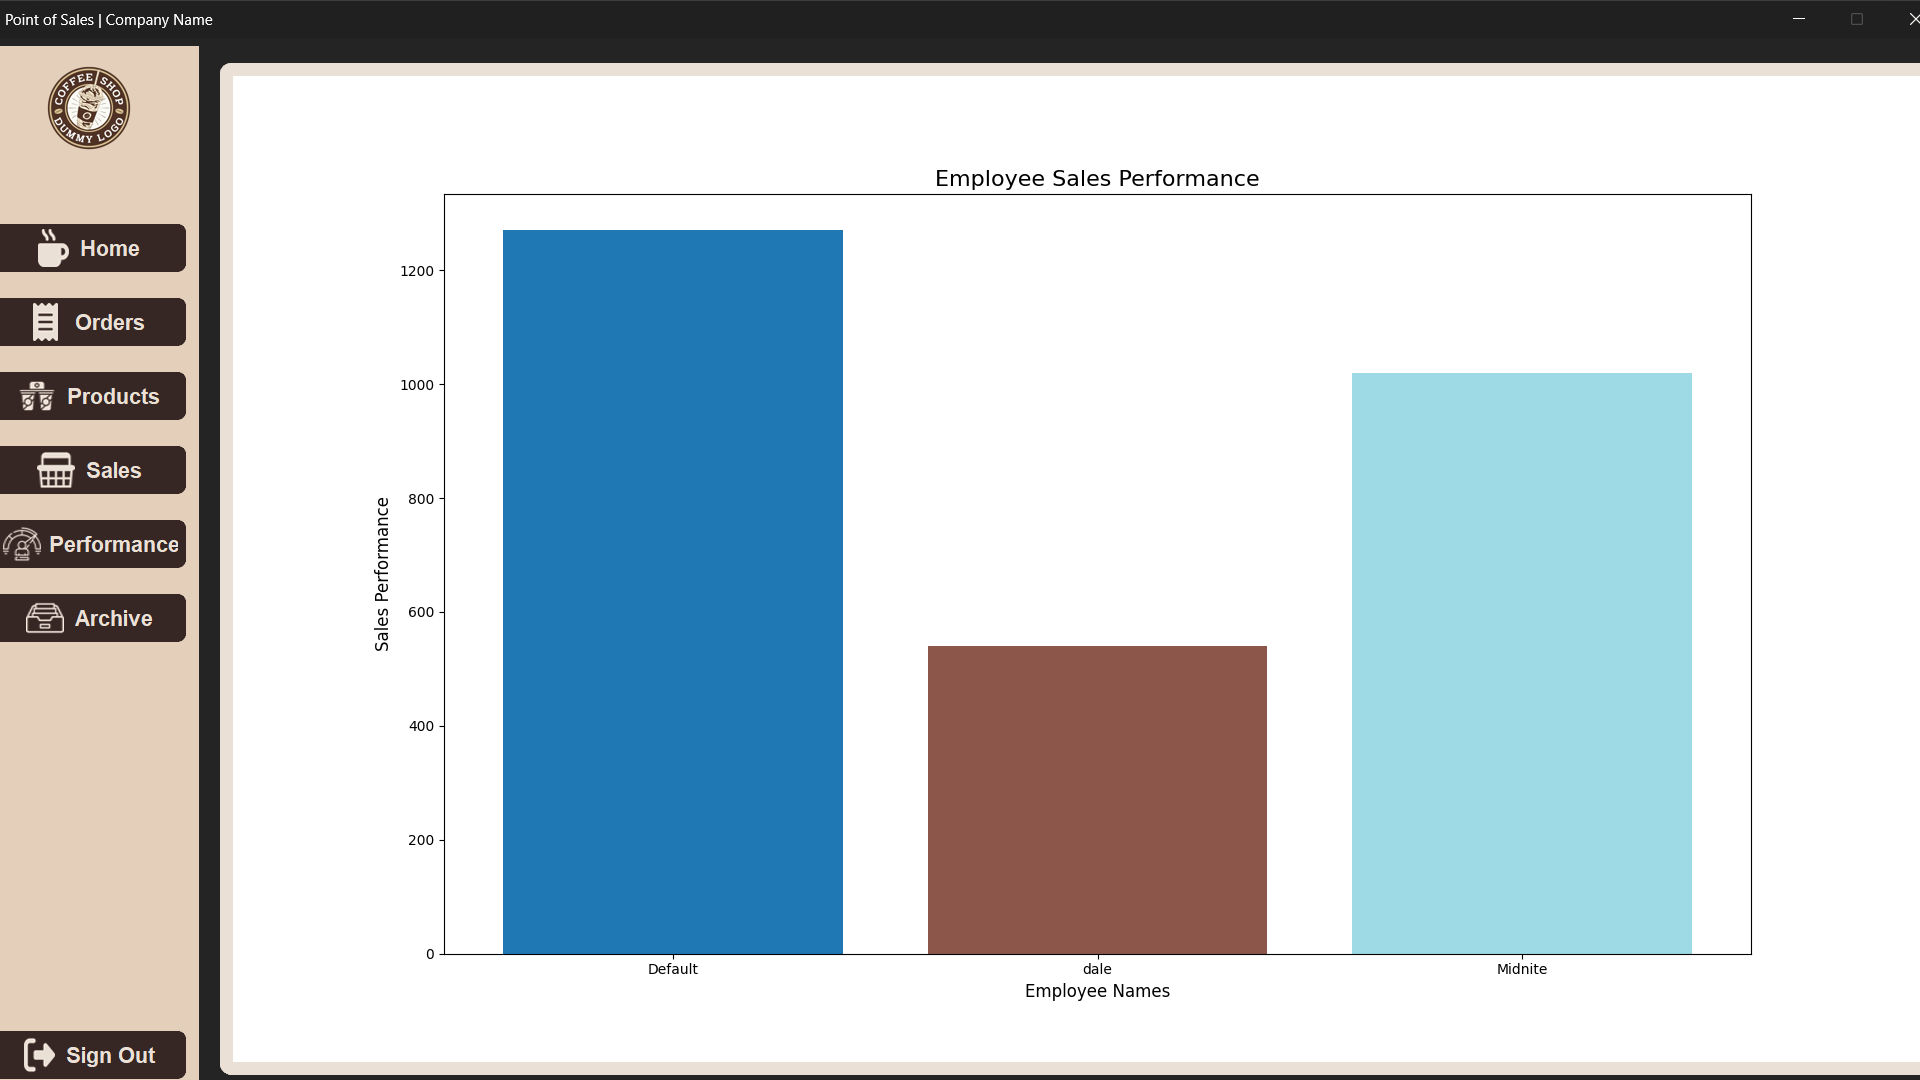 Point of Sales | Company Name
COFFEE SHOP
DUMMY LOGO
Home
Orders
Products
Sales
Performance
Archive
Sign Out
Employee Sales Performance
Sales Performance
1200
1000
800
600
400
200
0
Default
dale
Midnite
Employee Names